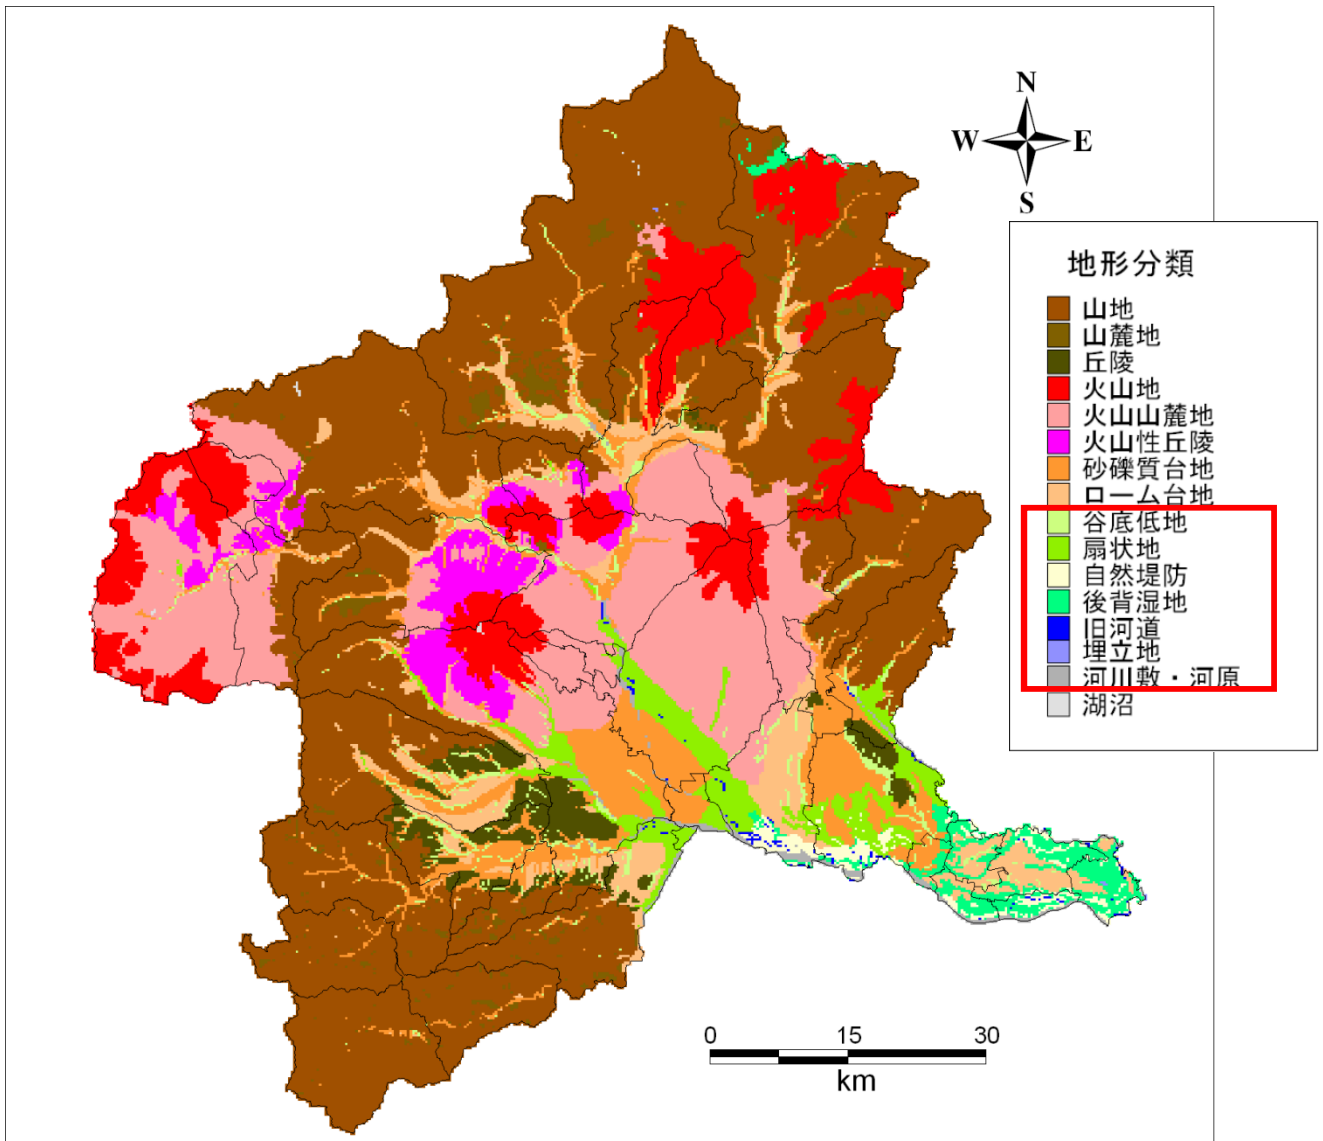 N
W E
S
地形分類
山地
山麓地
丘陵
火山地
火山山麓地
火山性丘陵
砂礫質台地
ローム台地
谷底低地
扇状地
自然堤防
後背湿地
旧河道
埋立地
河川敷・河原
湖沼
0 15 30
km